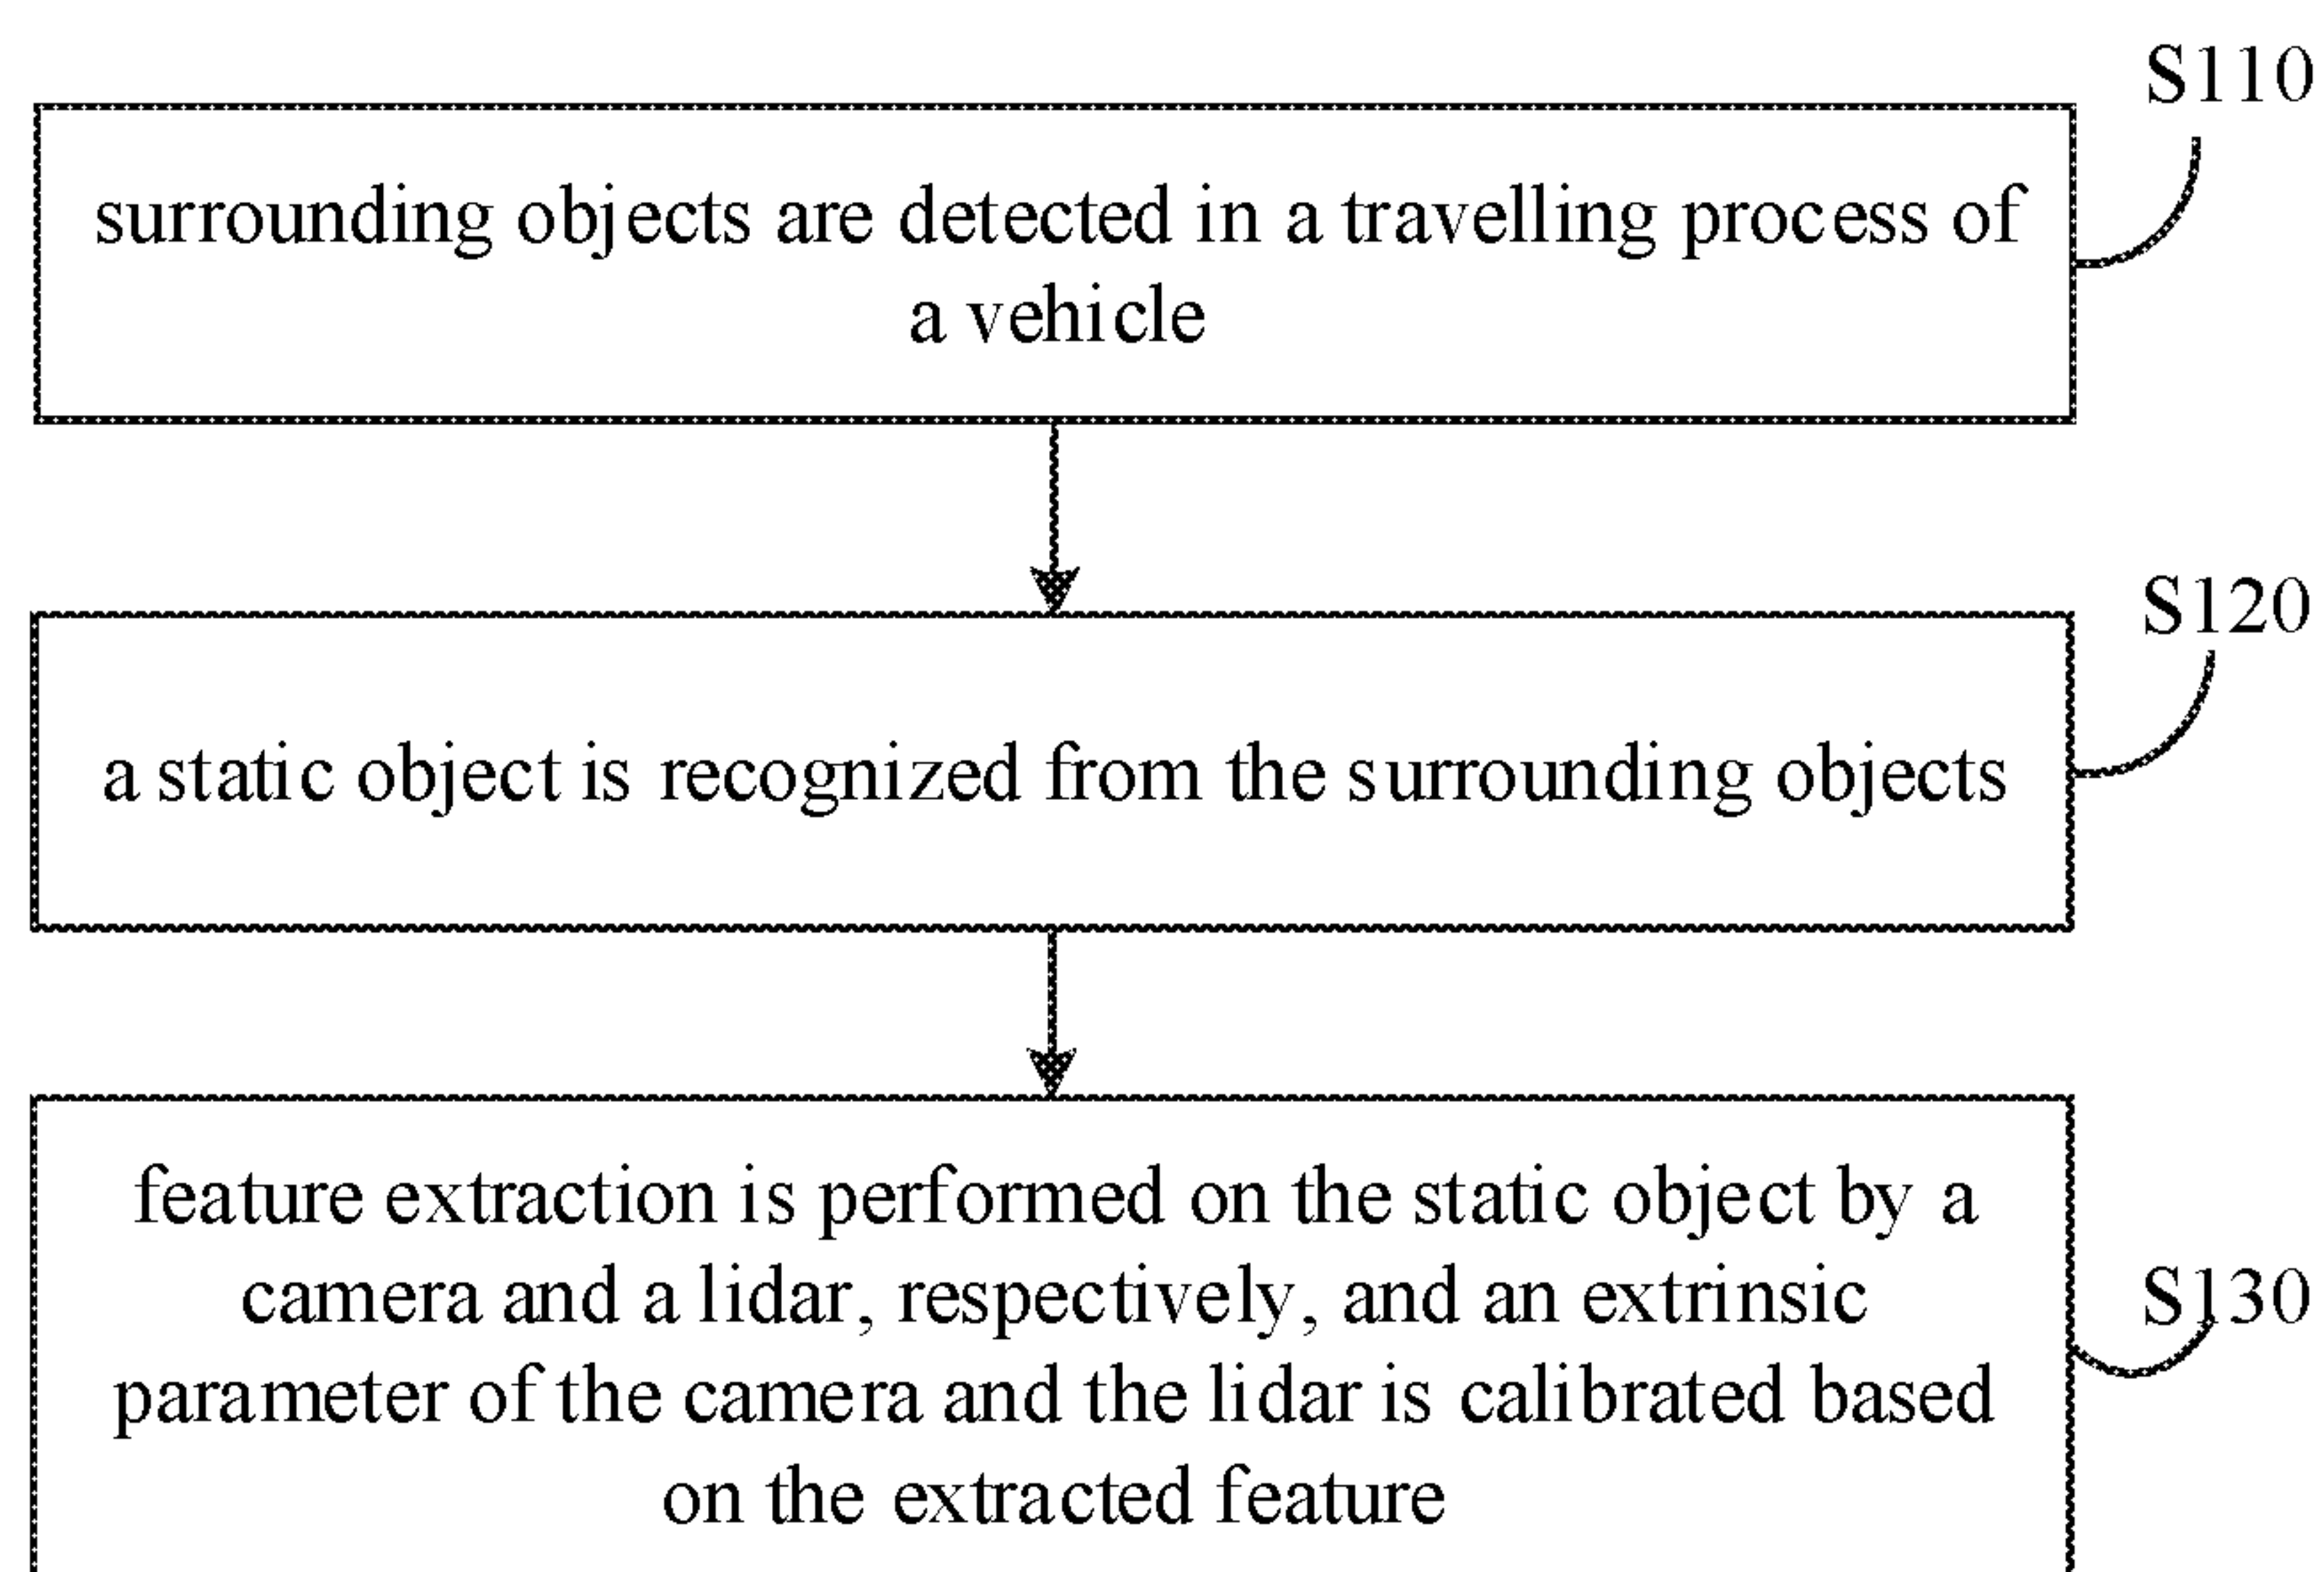 S110
surrounding objects are detected in a travelling process of
a vehicle
S120
a static object is recognized from the surrounding objects
feature extraction is performed on the static object by a
camera and a lidar, respectively, and an extrinsic
S130
parameter of the camera and the lidar is calibrated based
on the extracted feature